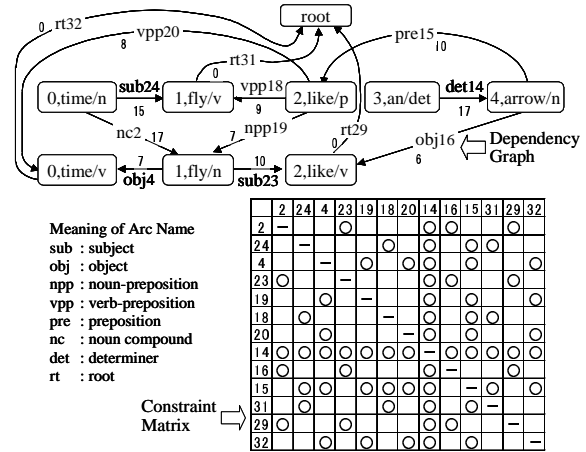 root
0 rt32
vpp20
8
rt31
0
pre15
10
0,time/n
sub24
15
1,fly/v
vpp18
9
2,like/p
3,an/det
det14
17
4,arrow/n
nc2 17
7 npp19
0 rt29
obj16
6
Dependency
Graph
0,time/v
7
obj4
1,fly/n
10
sub23
2,like/v
Meaning of Arc Name
sub : subject
obj : object
npp : noun-preposition
vpp : verb-preposition
pre : preposition
nc : noun compound
det : determiner
rt : root
Constraint
Matrix
2 24 4 23 19 18 20 14 16 15 31 29 32
2 – ○ ○ ○ ○
24 – ○ ○ ○ ○
4 – ○ ○ ○ ○ ○
23 ○ – ○ ○ ○
19 ○ – ○ ○ ○
18 ○ – ○ ○ ○
20 ○ – ○ ○ ○
14 ○ ○ ○ ○ ○ ○ ○ – ○ ○ ○ ○ ○
16 ○ ○ ○ – ○
15 ○ ○ ○ ○ ○ ○ – ○ ○
31 ○ ○ ○ ○ –
29 ○ ○ ○ ○ –
32 ○ ○ ○ ○ ○ –